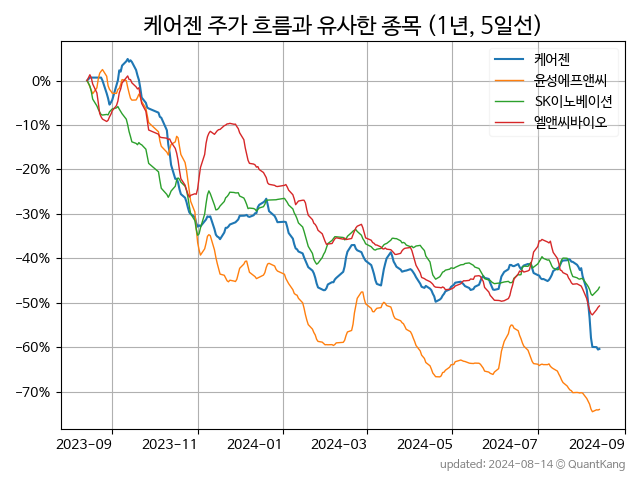 케어젠 주가 흐름과 유사한 종목 (1년, 5일선)
케어젠
윤성에프앤씨
SK이노베이션
엘앤씨바이오
0%
−10%
−20%
−30%
−40%
−50%
−60%
−70%
2023-09 2023-11 2024-01 2024-03 2024-05 2024-07 2024-09
updated: 2024-08-14 © QuantKang